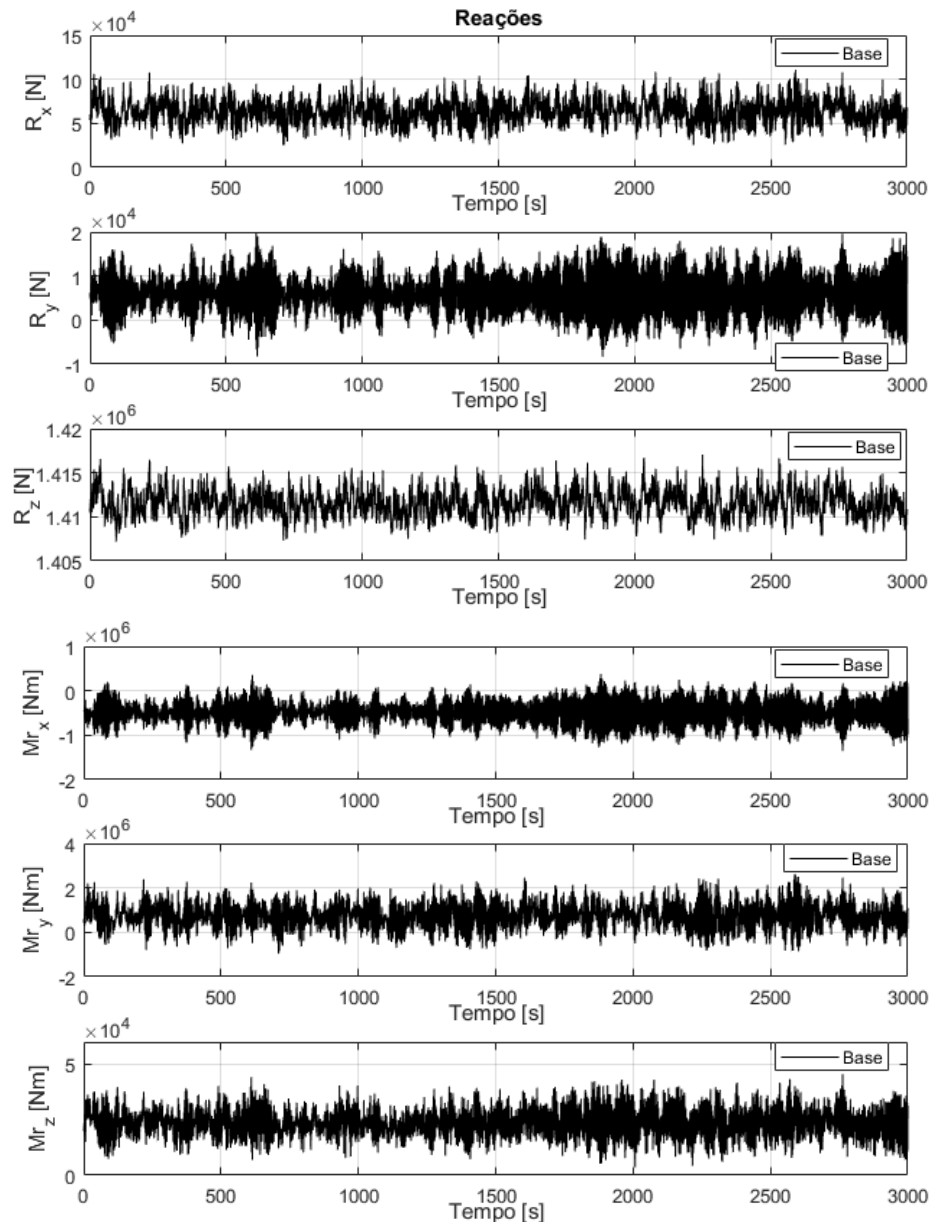 Reações
×10^4
15
10
5
0
R_x [N]
Base
0 500 1000 1500 2000 2500 3000
Tempo [s]
×10^4
2
1
0
-1
R_y [N]
Base
0 500 1000 1500 2000 2500 3000
Tempo [s]
×10^6
1.42
1.415
1.41
1.405
R_z [N]
Base
0 500 1000 1500 2000 2500 3000
Tempo [s]
×10^6
1
0
-1
-2
Mr_x [Nm]
Base
0 500 1000 1500 2000 2500 3000
Tempo [s]
×10^6
4
2
0
-2
Mr_y [Nm]
Base
0 500 1000 1500 2000 2500 3000
Tempo [s]
×10^4
5
0
Mr_z [Nm]
Base
0 500 1000 1500 2000 2500 3000
Tempo [s]